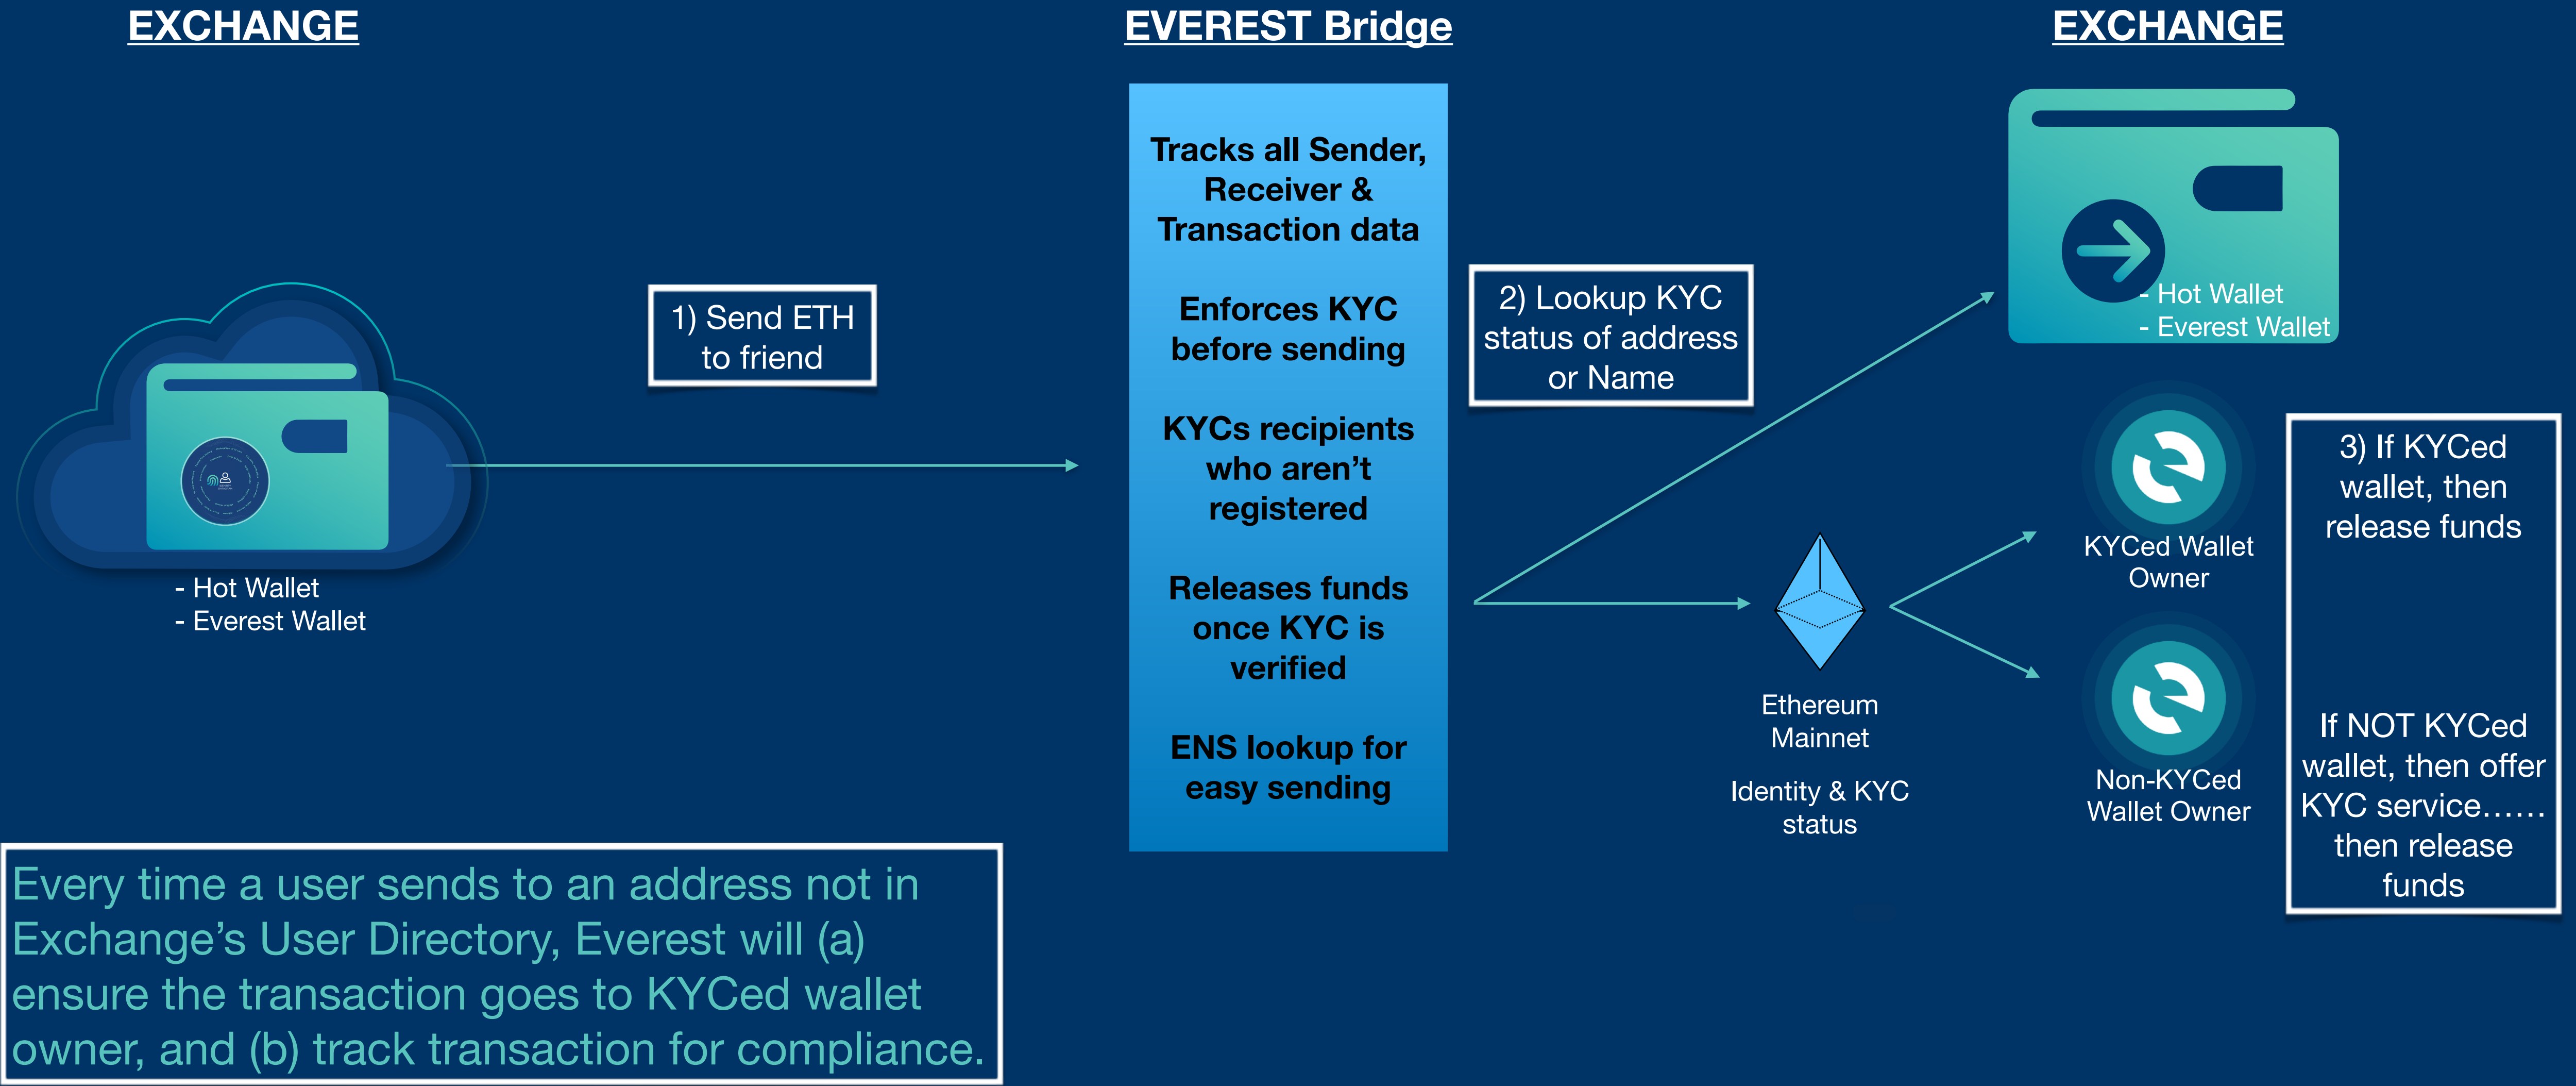 EXCHANGE
EVEREST Bridge
EXCHANGE
- Hot Wallet
- Everest Wallet
1) Send ETH
to friend
Tracks all Sender,
Receiver &
Transaction data
Enforces KYC
before sending
KYCs recipients
who aren’t
registered
Releases funds
once KYC is
verified
ENS lookup for
easy sending
2) Lookup KYC
status of address
or Name
- Hot Wallet
- Everest Wallet
Ethereum
Mainnet
Identity & KYC
status
KYCed Wallet
Owner
Non-KYCed
Wallet Owner
3) If KYCed
wallet, then
release funds
If NOT KYCed
wallet, then offer
KYC service......
then release
funds
Every time a user sends to an address not in
Exchange’s User Directory, Everest will (a)
ensure the transaction goes to KYCed wallet
owner, and (b) track transaction for compliance.